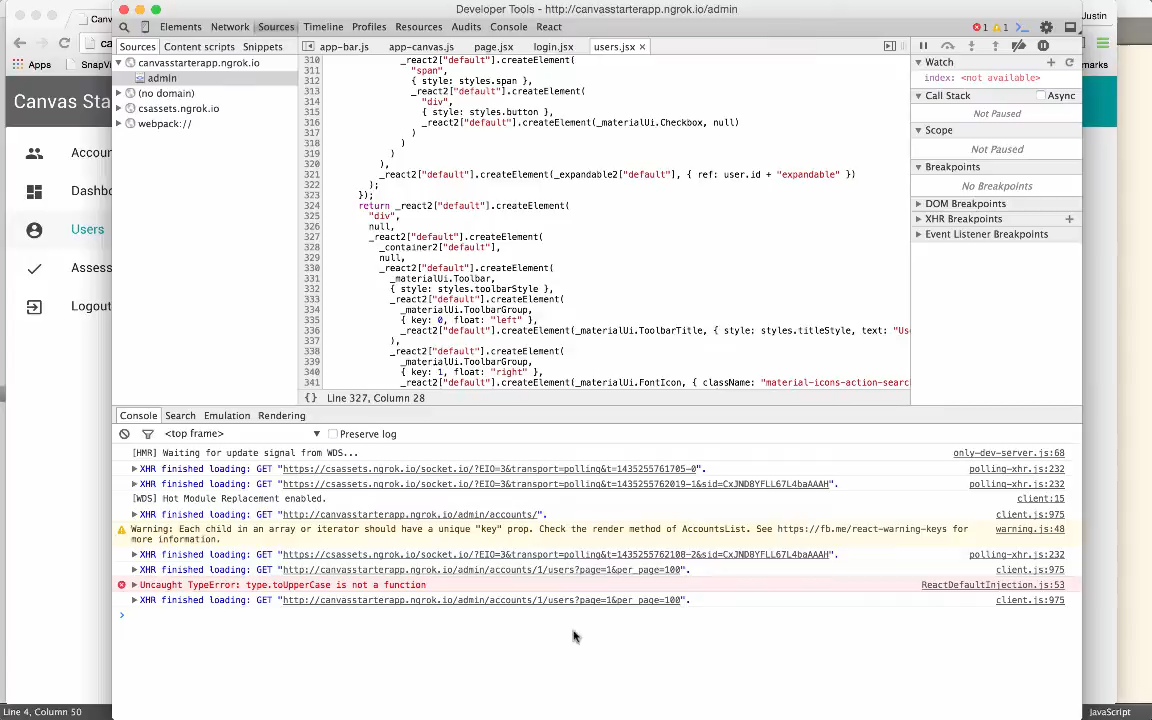 Developer Tools - http://canvasstarterapp.ngrok.io/admin
Elements Network Sources Timeline Profiles Resources Audits Console React 1 1
Sources Content scripts Snippets app-bar.js app-canvas.js page.jsx login.jsx users.jsx ×
Canv
Justin
ca
Apps SnapVi
marks
Canvas Sta
Accoun
Dashbo
Users
Assess
Logout
canvasstarterapp.ngrok.io
admin
(no domain)
csassets.ngrok.io
webpack://
310 _react2["default"].createElement(
311 "span",
312 { style: styles.span },
313 _react2["default"].createElement(
314 "div",
315 { style: styles.button },
316 _react2["default"].createElement(_materialUi.Checkbox, null)
317 )
318 )
319 )
320 ),
321 _react2["default"].createElement(_expandable2["default"], { ref: user.id + "expandable" })
322 );
323 });
324 return _react2["default"].createElement(
325 "div",
326 null,
327 _react2["default"].createElement(
328 _container2["default"],
329 null,
330 _react2["default"].createElement(
331 _materialUi.Toolbar,
332 { style: styles.toolbarStyle },
333 _react2["default"].createElement(
334 _materialUi.ToolbarGroup,
335 { key: 0, float: "left" },
336 _react2["default"].createElement(_materialUi.ToolbarTitle, { style: styles.titleStyle, text: "Us
337 ),
338 _react2["default"].createElement(
339 _materialUi.ToolbarGroup,
340 { key: 1, float: "right" },
341 _react2["default"].createElement(_materialUi.FontIcon, { className: "material-icons-action-searc
{} Line 327, Column 28
Watch
index: <not available>
Call Stack Async
Not Paused
Scope
Not Paused
Breakpoints
No Breakpoints
DOM Breakpoints
XHR Breakpoints
Event Listener Breakpoints
Console Search Emulation Rendering
<top frame> Preserve log
[HMR] Waiting for update signal from WDS... only-dev-server.js:68
XHR finished loading: GET "https://csassets.ngrok.io/socket.io/?EIO=3&transport=polling&t=1435255761705-0". polling-xhr.js:232
XHR finished loading: GET "https://csassets.ngrok.io/socket.io/?EIO=3&transport=polling&t=1435255762019-1&sid=CxJND8YFLL67L4baAAAH". polling-xhr.js:232
[WDS] Hot Module Replacement enabled. client:15
XHR finished loading: GET "http://canvasstarterapp.ngrok.io/admin/accounts/". client.js:975
Warning: Each child in an array or iterator should have a unique "key" prop. Check the render method of AccountsList. See https://fb.me/react-warning-keys for warning.js:48
more information.
XHR finished loading: GET "https://csassets.ngrok.io/socket.io/?EIO=3&transport=polling&t=1435255762108-2&sid=CxJND8YFLL67L4baAAAH". polling-xhr.js:232
XHR finished loading: GET "http://canvasstarterapp.ngrok.io/admin/accounts/1/users?page=1&per_page=100". client.js:975
Uncaught TypeError: type.toUpperCase is not a function ReactDefaultInjection.js:53
XHR finished loading: GET "http://canvasstarterapp.ngrok.io/admin/accounts/1/users?page=1&per_page=100". client.js:975
Line 4, Column 50
JavaScript